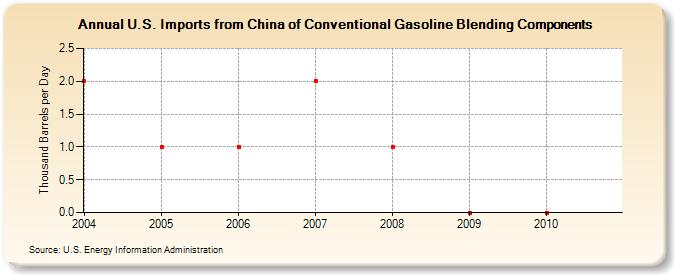 Annual U.S. Imports from China of Conventional Gasoline Blending Components
Thousand Barrels per Day
2.5
2.0
1.5
1.0
0.5
0.0
2004 2005 2006 2007 2008 2009 2010
Source: U.S. Energy Information Administration